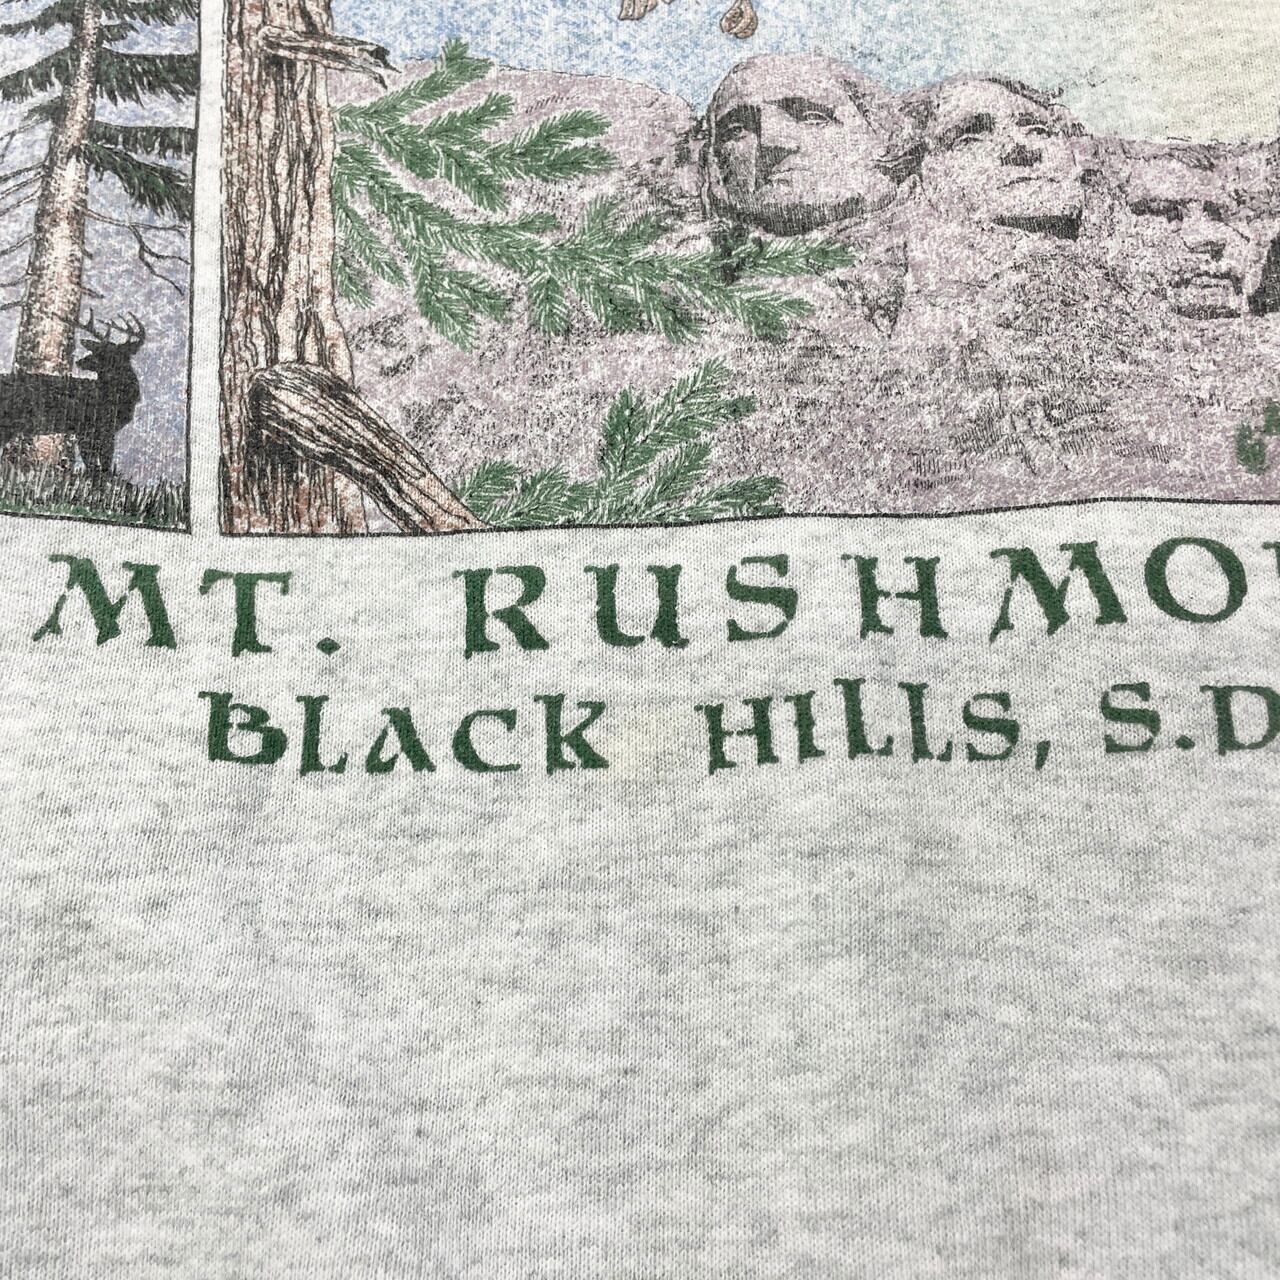 MT. RUSHMO
BLACK HILLS, S.D